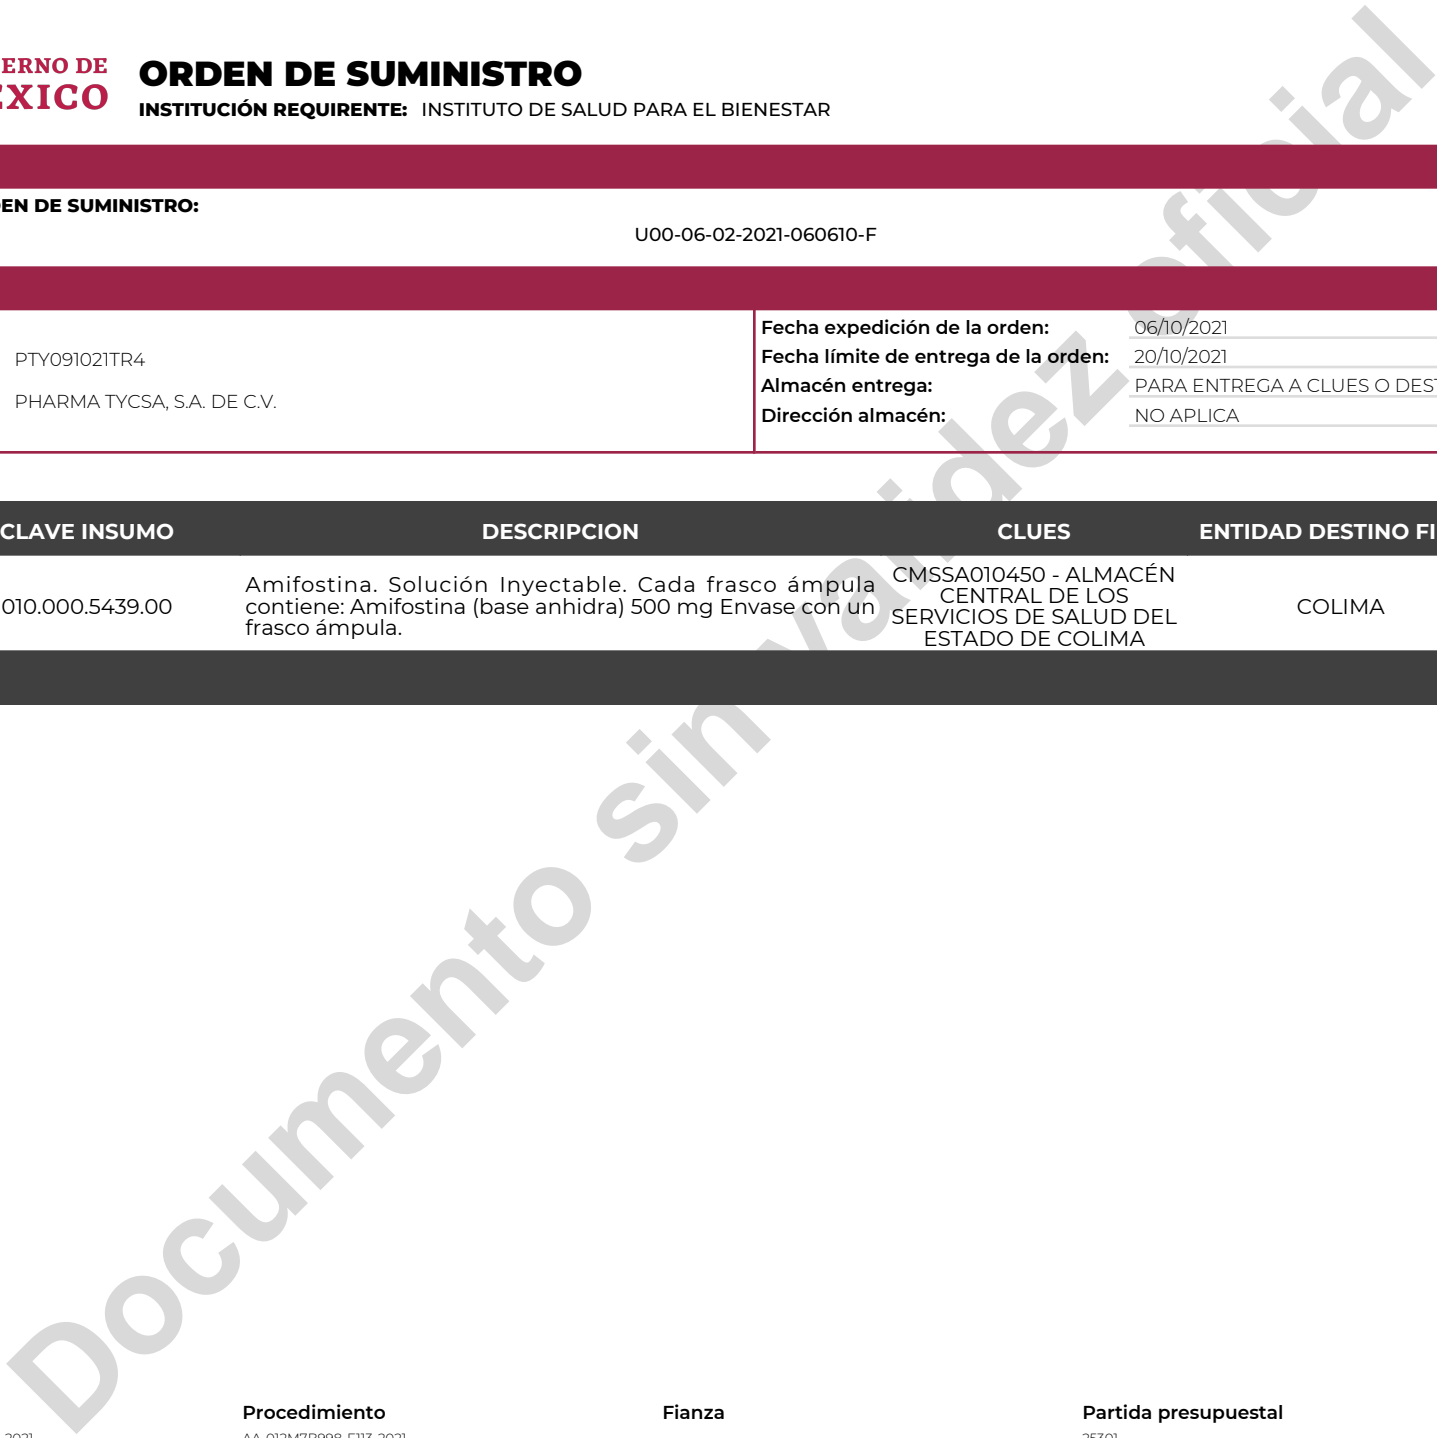 ERNO DE
EXICO
ORDEN DE SUMINISTRO
INSTITUCIÓN REQUIRENTE: INSTITUTO DE SALUD PARA EL BIENESTAR
EN DE SUMINISTRO:
U00-06-02-2021-060610-F
PTY091021TR4
PHARMA TYCSA, S.A. DE C.V.
Fecha expedición de la orden: 06/10/2021
Fecha límite de entrega de la orden: 20/10/2021
Almacén entrega: PARA ENTREGA A CLUES O DEST
Dirección almacén: NO APLICA
CLAVE INSUMO DESCRIPCION CLUES ENTIDAD DESTINO FI
010.000.5439.00
Amifostina. Solución Inyectable. Cada frasco ámpula
contiene: Amifostina (base anhidra) 500 mg Envase con un
frasco ámpula.
CMSSA010450 - ALMACÉN
CENTRAL DE LOS
SERVICIOS DE SALUD DEL
ESTADO DE COLIMA
COLIMA
Documento sin validez oficial
Procedimiento Fianza Partida presupuestal